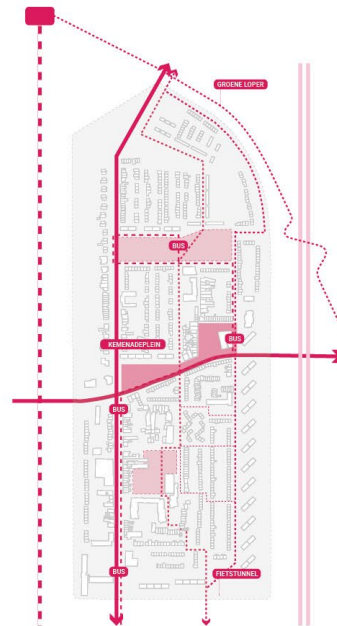 GROENE LOPER
BUS
BUS
KEMENADEPLEIN
BUS
BUS
FIETSTUNNEL